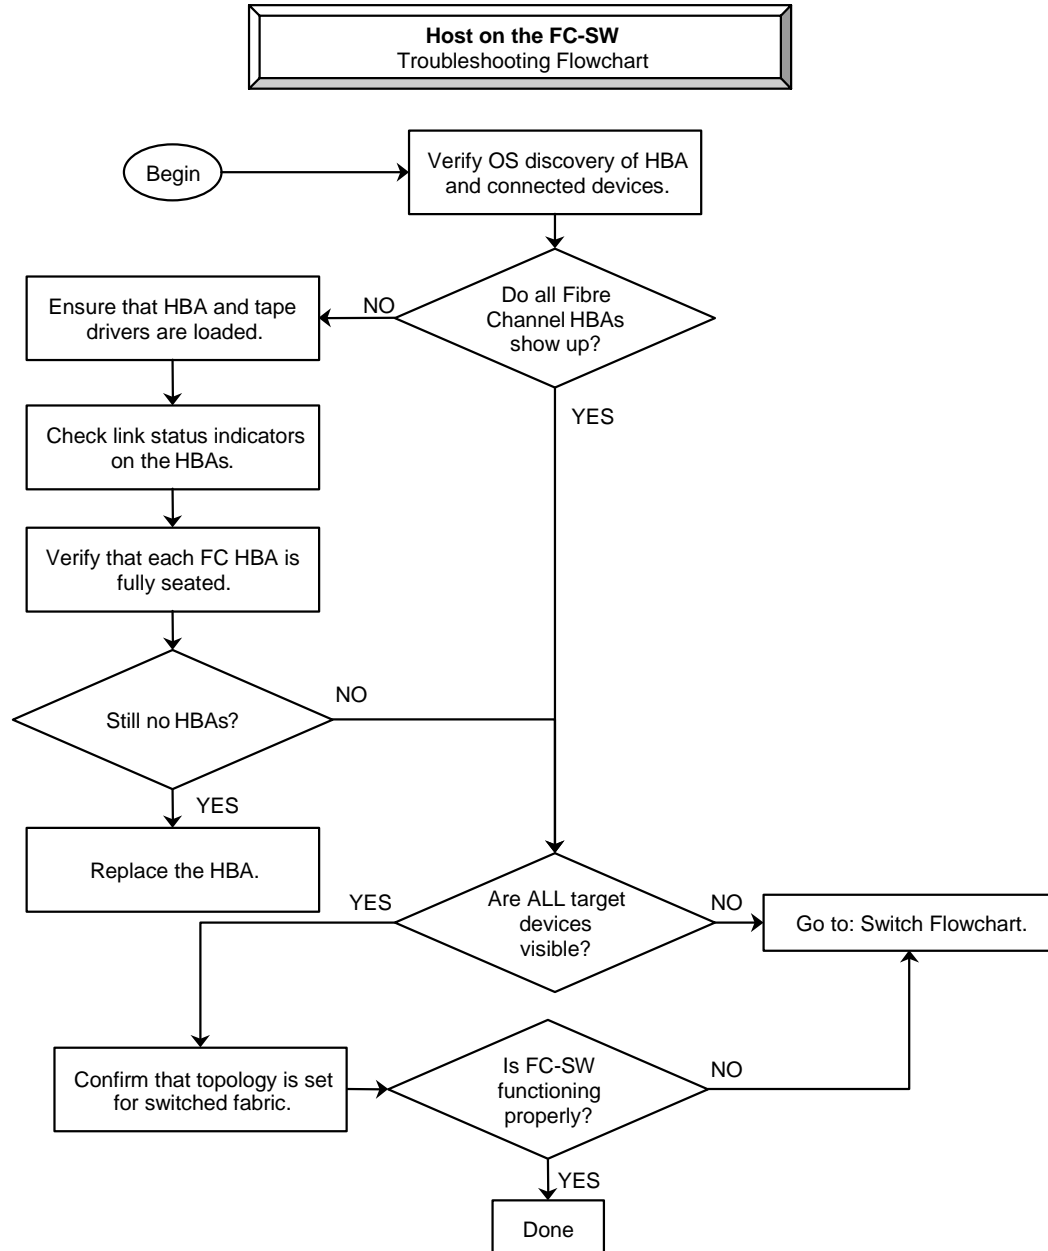 Host on the FC-SW
Troubleshooting Flowchart
Begin
Verify OS discovery of HBA
and connected devices.
Do all Fibre
Channel HBAs
show up?
NO
YES
Ensure that HBA and tape
drivers are loaded.
Check link status indicators
on the HBAs.
Verify that each FC HBA is
fully seated.
Still no HBAs?
NO
YES
Replace the HBA.
Are ALL target
devices
visible?
YES
NO
Go to: Switch Flowchart.
Confirm that topology is set
for switched fabric.
Is FC-SW
functioning
properly?
NO
YES
Done